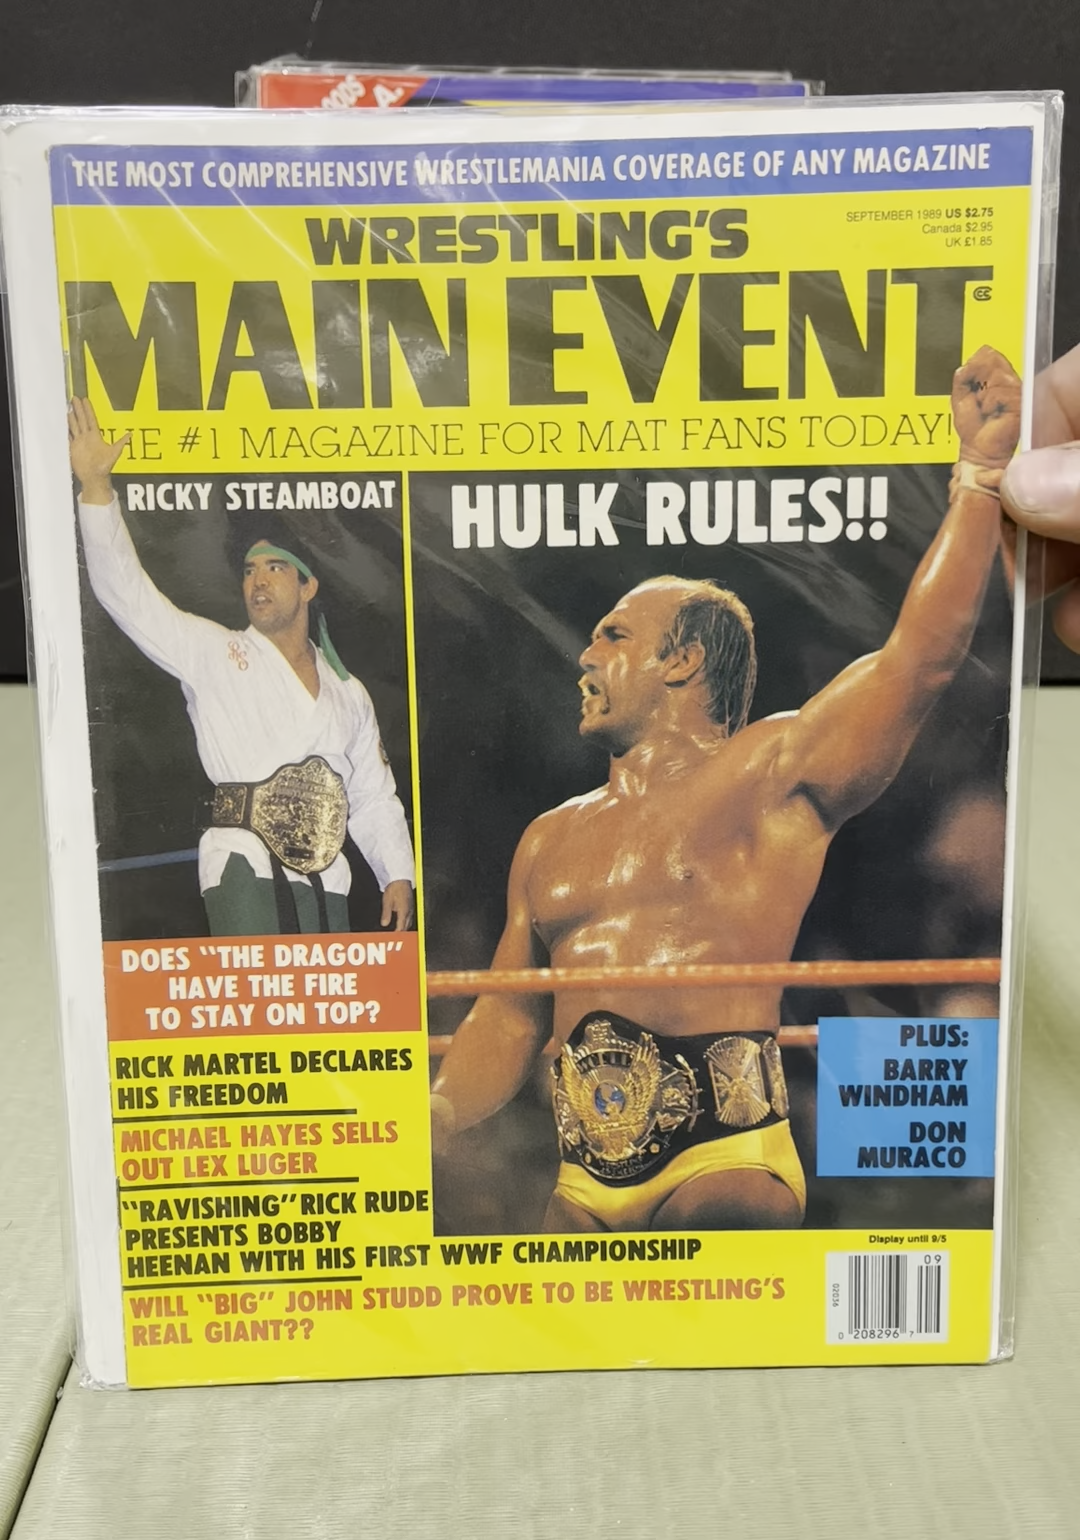 THE MOST COMPREHENSIVE WRESTLEMANIA COVERAGE OF ANY MAGAZINE
SEPTEMBER 1989 US $2.75
Canada $2.95
UK £1.85
WRESTLING'S
MAIN EVENT
THE #1 MAGAZINE FOR MAT FANS TODAY!
RICKY STEAMBOAT
HULK RULES!!
RS
DOES "THE DRAGON"
HAVE THE FIRE
TO STAY ON TOP?
PLUS:
BARRY
WINDHAM
DON
MURACO
RICK MARTEL DECLARES
HIS FREEDOM
MICHAEL HAYES SELLS
OUT LEX LUGER
"RAVISHING" RICK RUDE
PRESENTS BOBBY
HEENAN WITH HIS FIRST WWF CHAMPIONSHIP
WILL "BIG" JOHN STUDD PROVE TO BE WRESTLING'S
REAL GIANT??
Display until 9/5
09
02036
0 208296 7